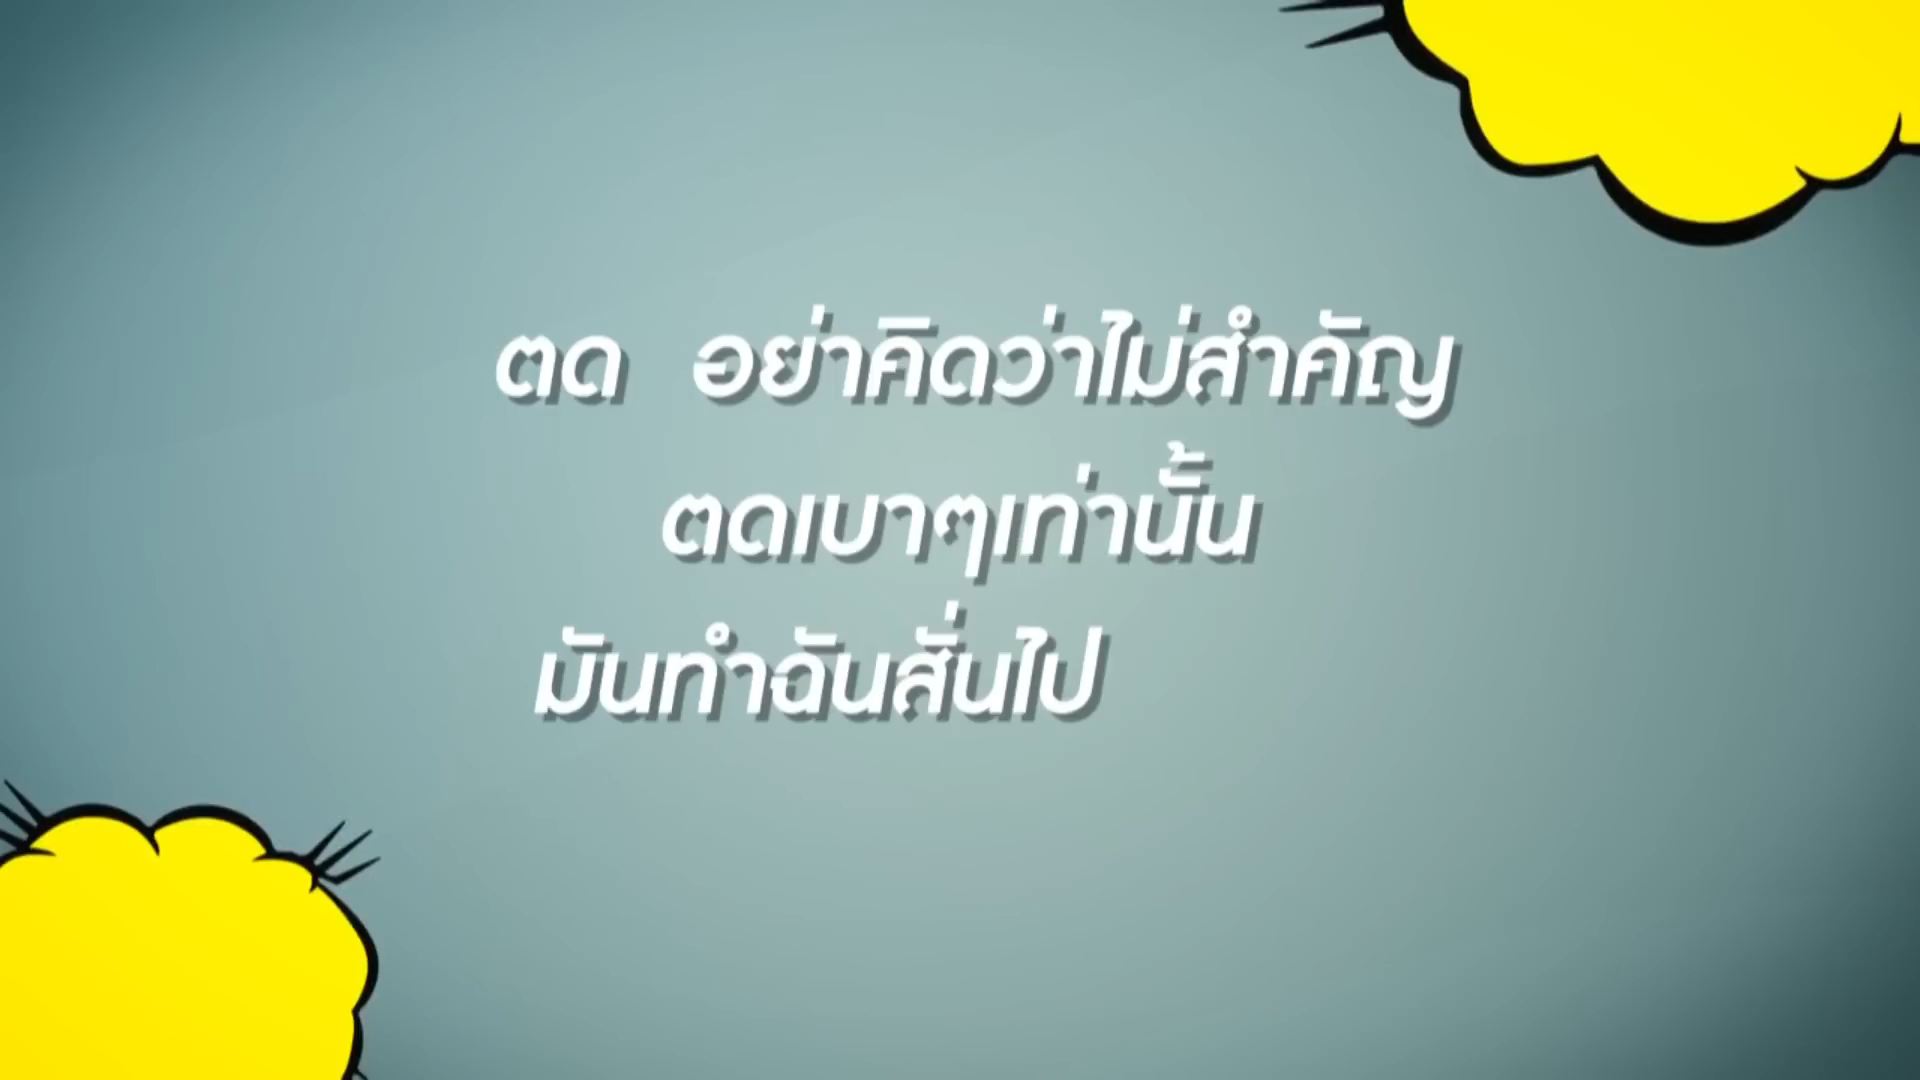 ตด อย่าคิดว่าไม่สำคัญ
ตดเบาๆเท่านั้น
มันทำฉันสั่นไป